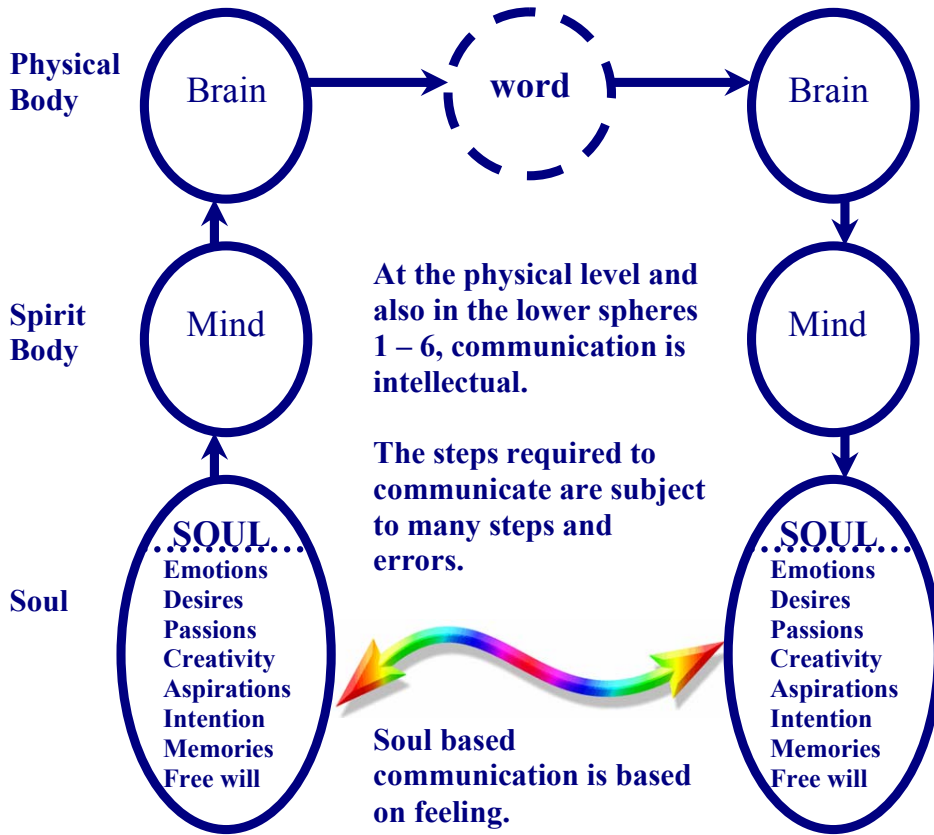 Physical
Body
Brain
word
Brain
Spirit
Body
Mind
At the physical level and
also in the lower spheres
1 – 6, communication is
intellectual.
Mind
The steps required to
communicate are subject
to many steps and
errors.
Soul
SOUL
Emotions
Desires
Passions
Creativity
Aspirations
Intention
Memories
Free will
SOUL
Emotions
Desires
Passions
Creativity
Aspirations
Intention
Memories
Free will
Soul based
communication is based
on feeling.